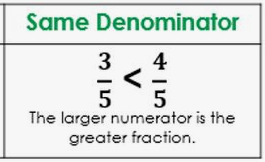 Same Denominator
3/5 < 4/5
The larger numerator is the
greater fraction.